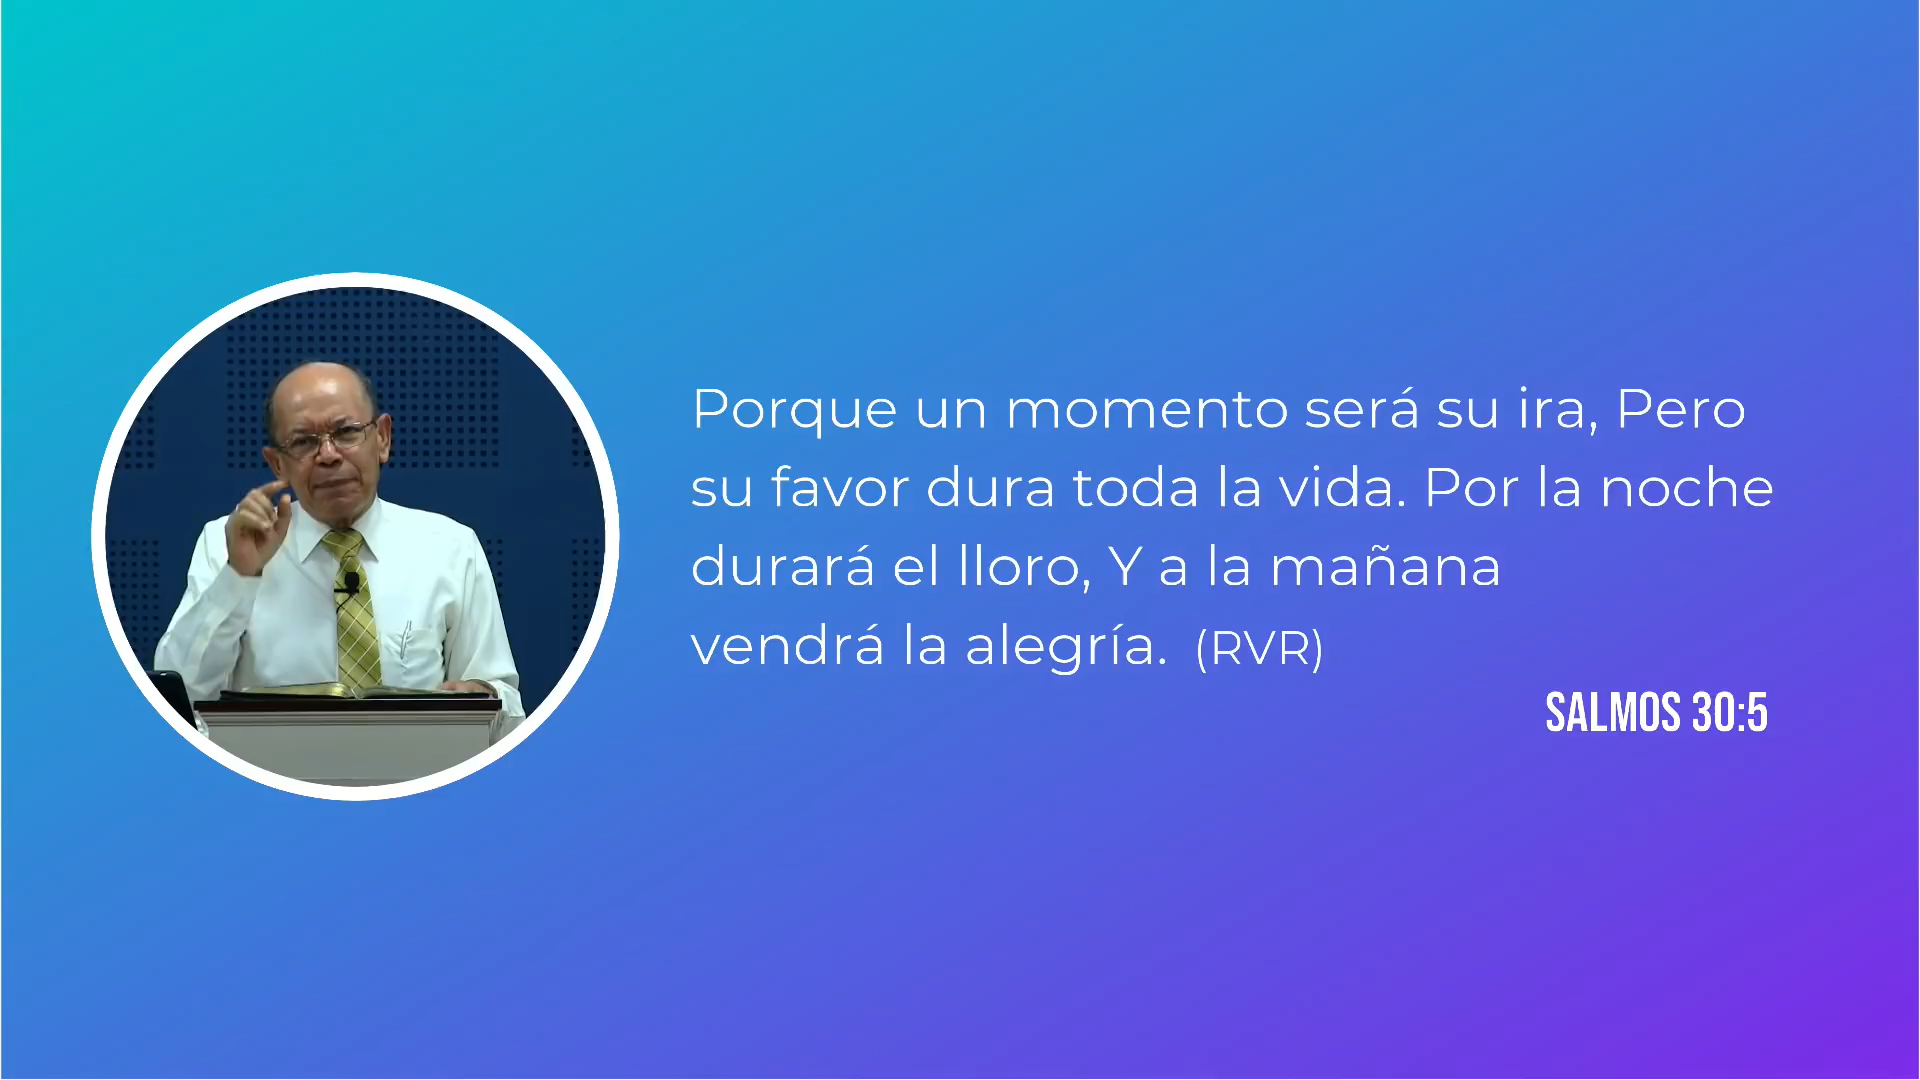 Porque un momento será su ira, Pero
su favor dura toda la vida. Por la noche
durará el lloro, Y a la mañana
vendrá la alegría. (RVR)
SALMOS 30:5